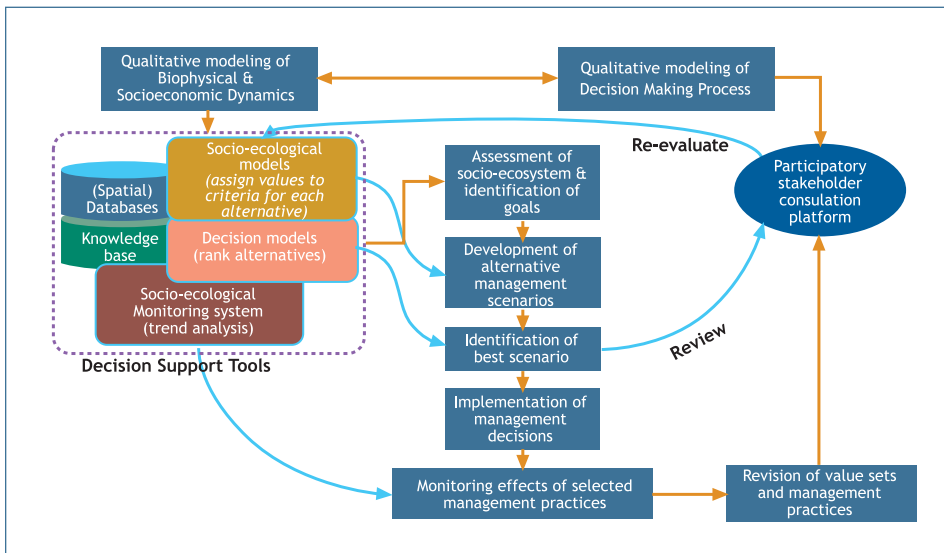 Qualitative modeling of
Biophysical &
Socioeconomic Dynamics
Qualitative modeling of
Decision Making Process
Socio-ecological
models
(assign values to
criteria for each
alternative)
(Spatial)
Databases
Knowledge
base
Decision models
(rank alternatives)
Socio-ecological
Monitoring system
(trend analysis)
Decision Support Tools
Assessment of
socio-ecosystem &
identification of
goals
Development of
alternative
management
scenarios
Identification of
best scenario
Implementation of
management
decisions
Monitoring effects of selected
management practices
Re-evaluate
Review
Participatory
stakeholder
consulation
platform
Revision of value sets
and management
practices